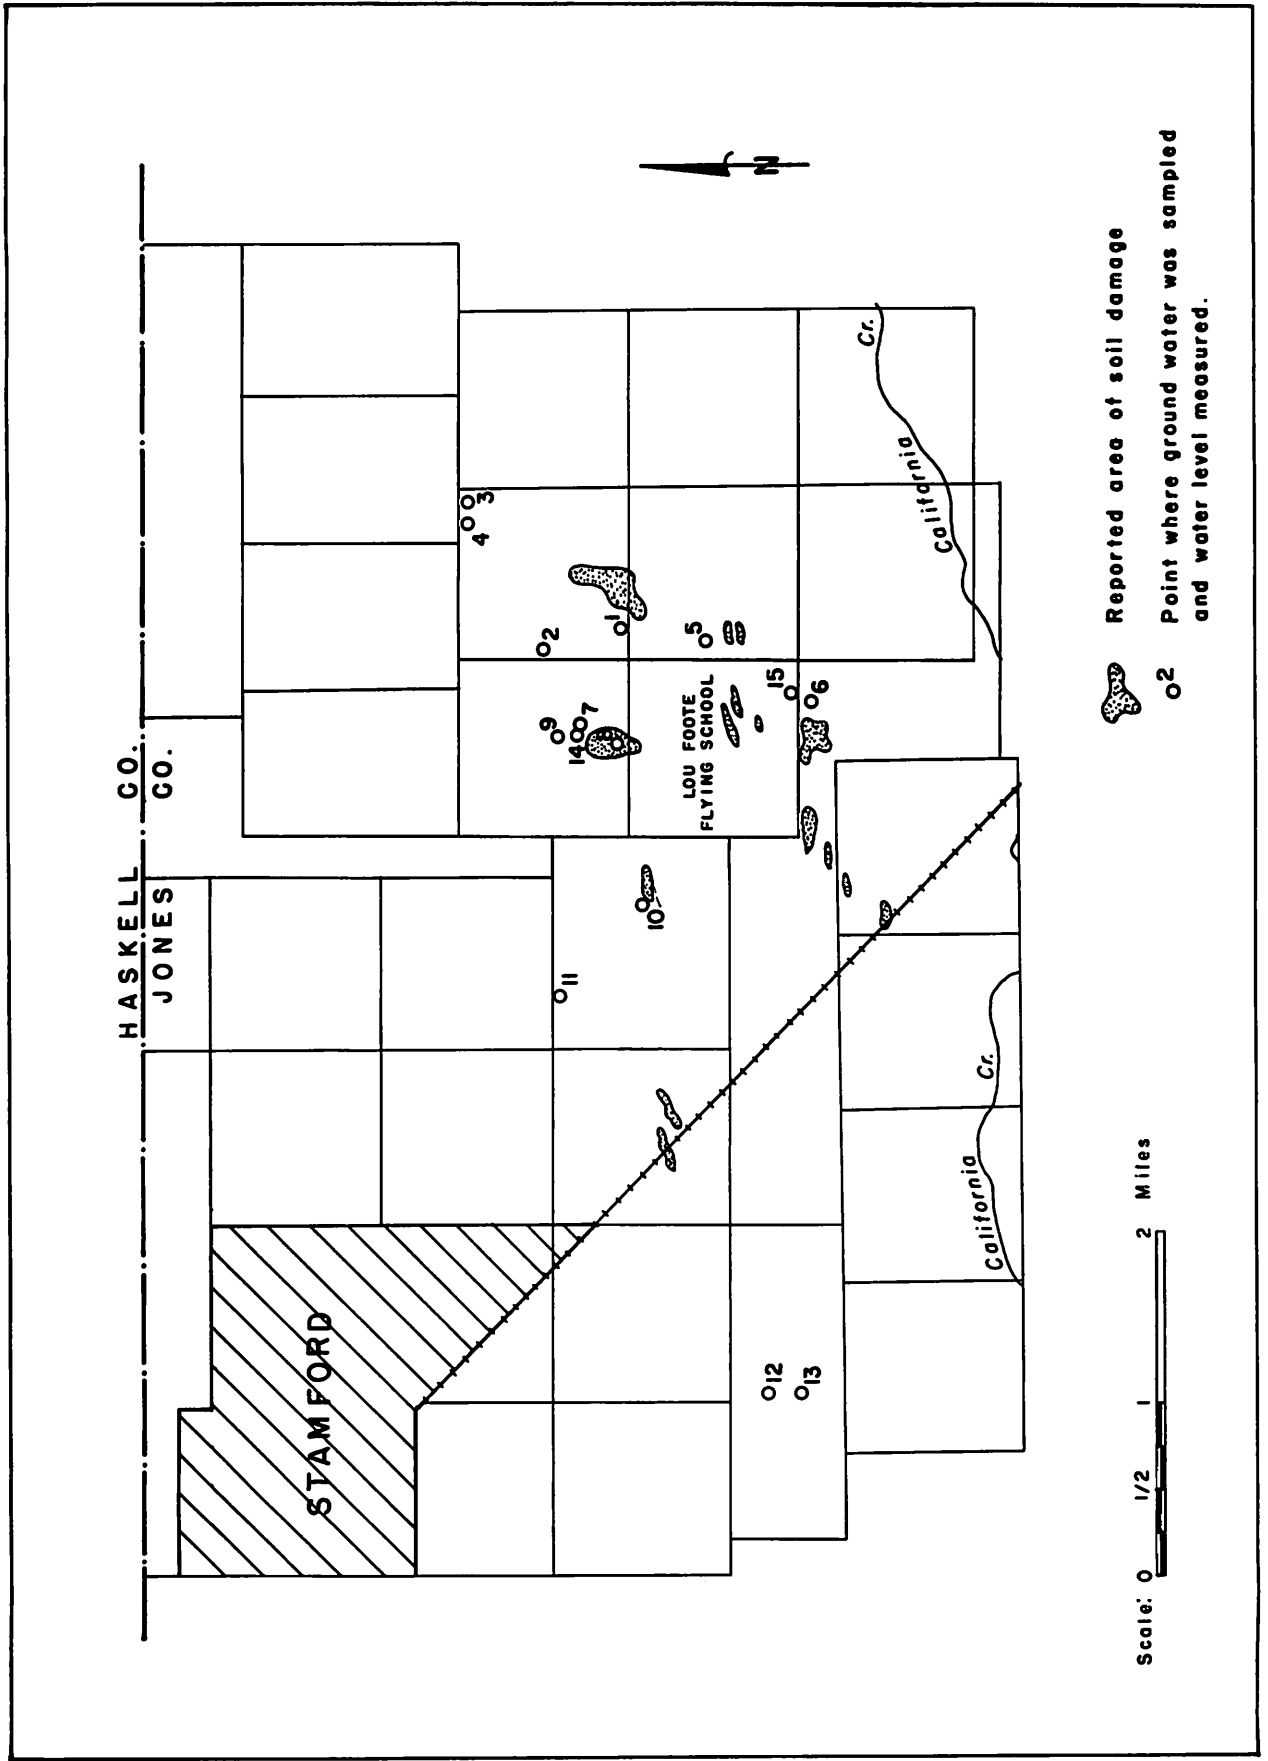 HASKELL CO.
JONES CO.
STAMFORD
4
3
2
1
9
14
7
8
11
10
5
LOU FOOTE
FLYING SCHOOL
15
6
12
13
California Cr.
California Cr.
N
Scale: 0 1/2 1 2 Miles
Reported area of soil damage
2 Point where ground water was sampled
and water level measured.